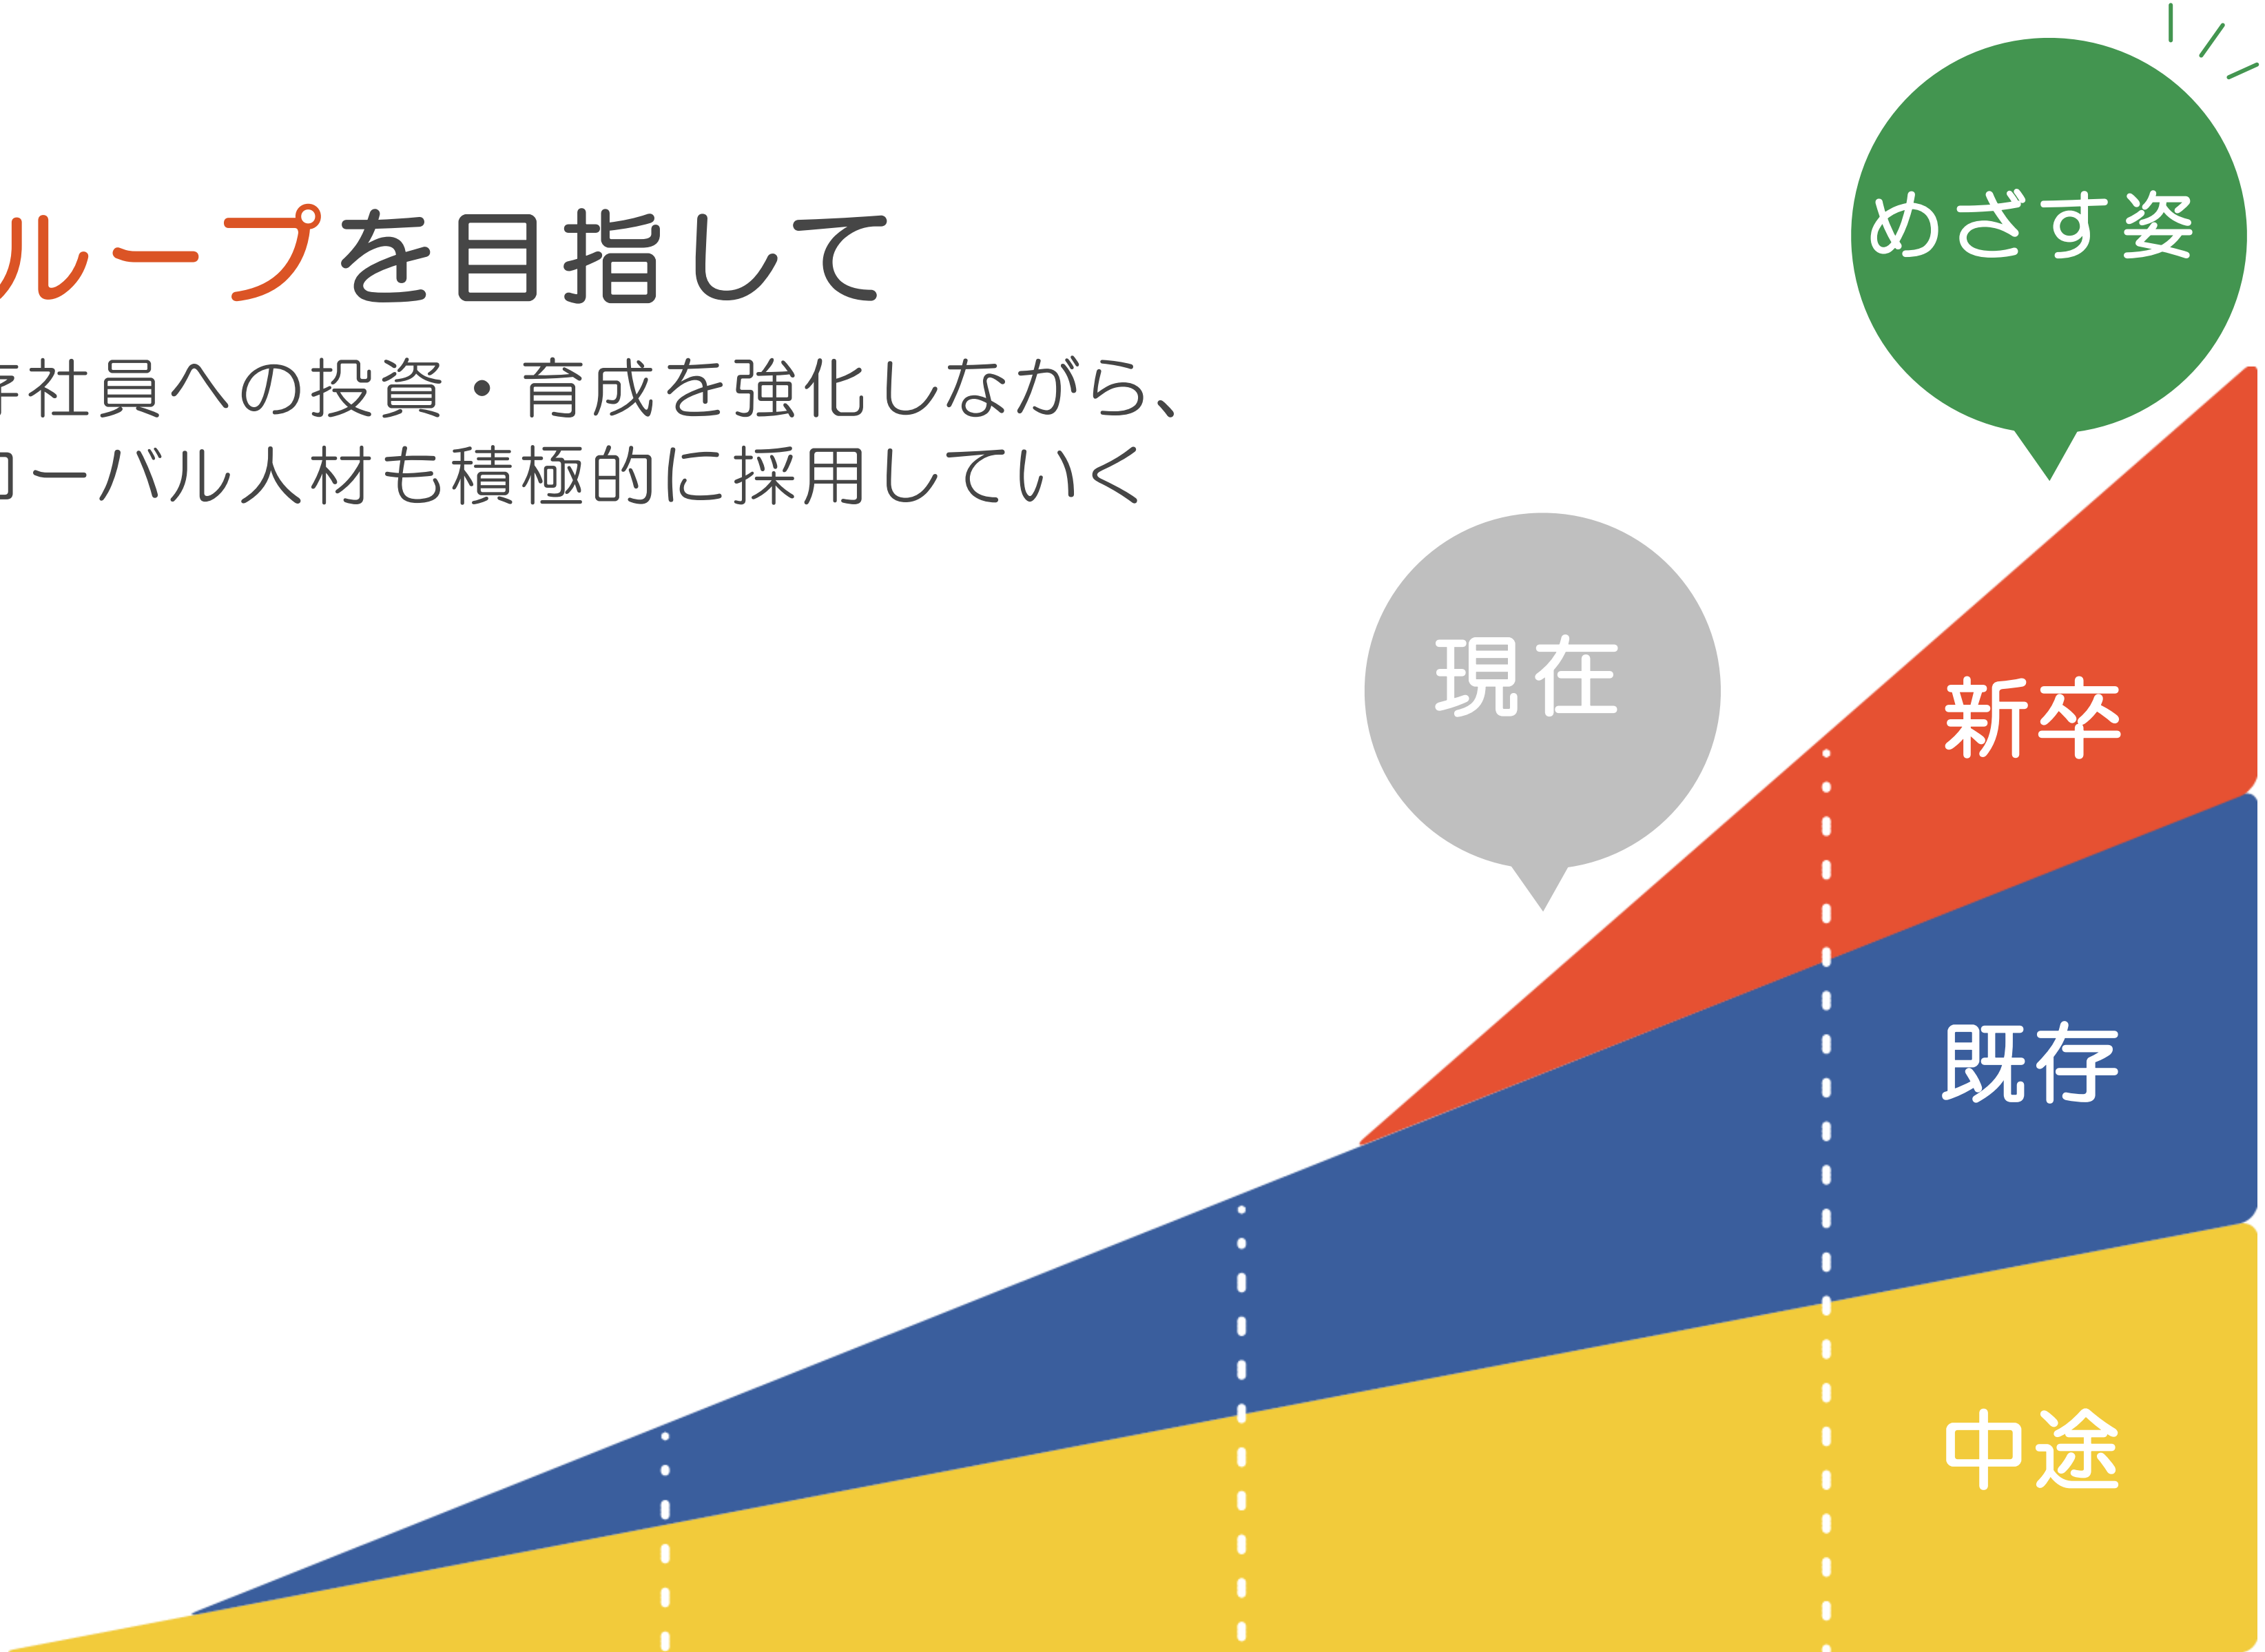 ループを目指して
社員への投資・育成を強化しながら、
ーバル人材も積極的に採用していく
めざす姿
現在
新卒
既存
中途